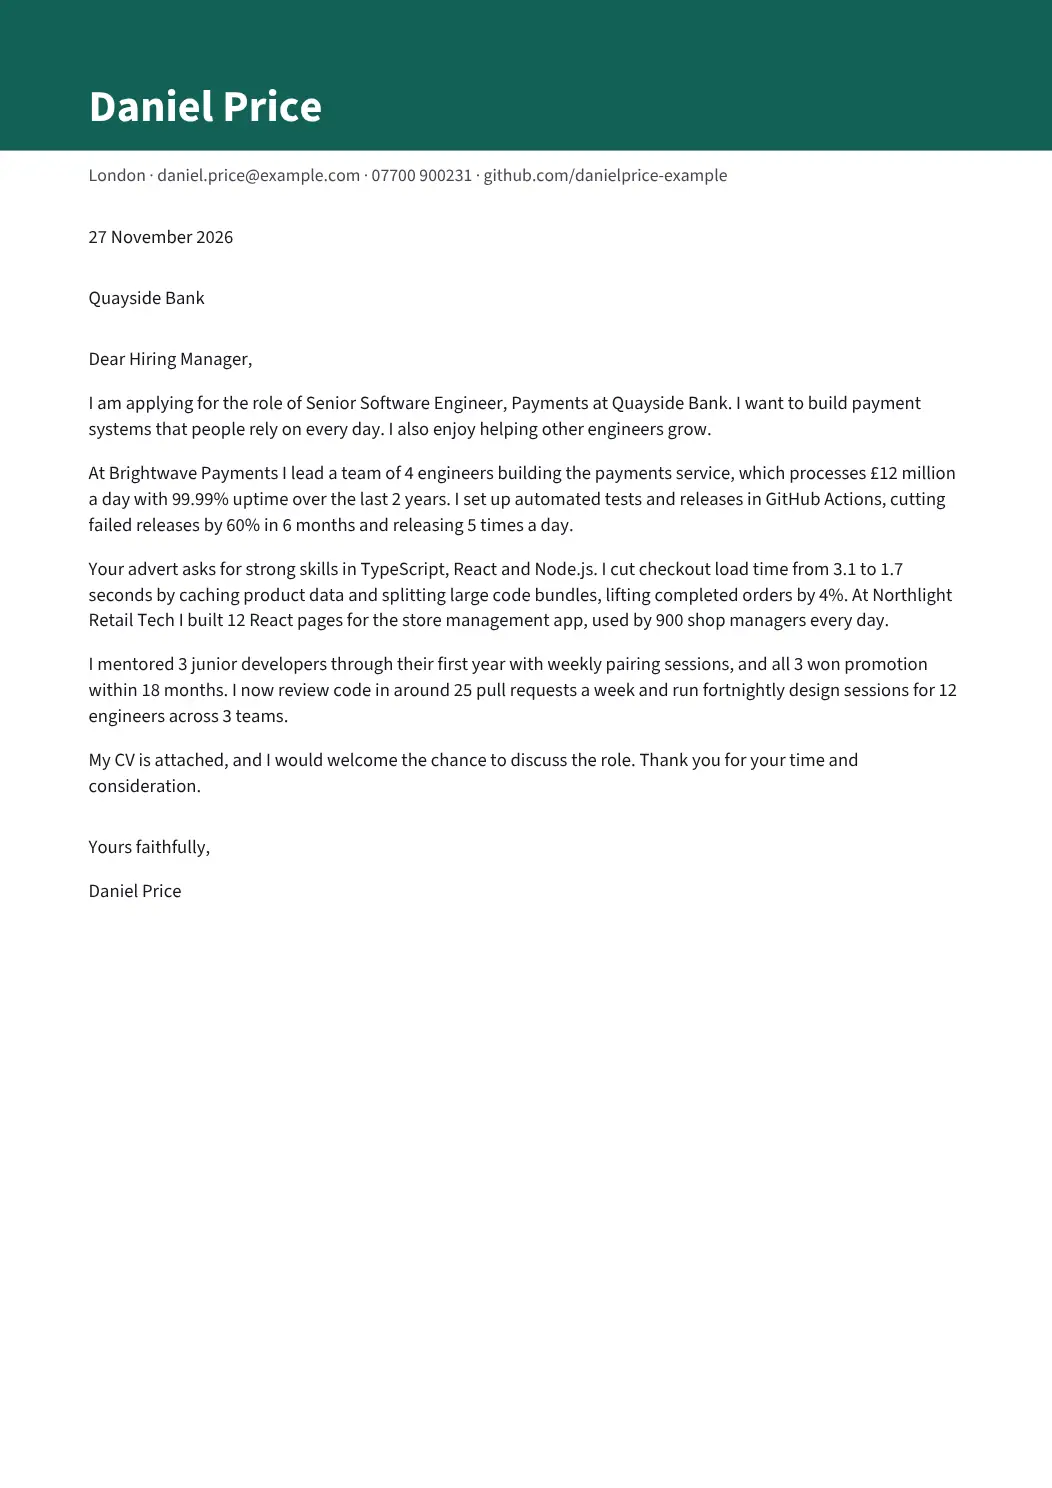 Daniel Price
London · daniel.price@example.com · 07700 900231 · github.com/danielprice-example
27 November 2026
Quayside Bank
Dear Hiring Manager,
I am applying for the role of Senior Software Engineer, Payments at Quayside Bank. I want to build payment
systems that people rely on every day. I also enjoy helping other engineers grow.
At Brightwave Payments I lead a team of 4 engineers building the payments service, which processes £12 million
a day with 99.99% uptime over the last 2 years. I set up automated tests and releases in GitHub Actions, cutting
failed releases by 60% in 6 months and releasing 5 times a day.
Your advert asks for strong skills in TypeScript, React and Node.js. I cut checkout load time from 3.1 to 1.7
seconds by caching product data and splitting large code bundles, lifting completed orders by 4%. At Northlight
Retail Tech I built 12 React pages for the store management app, used by 900 shop managers every day.
I mentored 3 junior developers through their first year with weekly pairing sessions, and all 3 won promotion
within 18 months. I now review code in around 25 pull requests a week and run fortnightly design sessions for 12
engineers across 3 teams.
My CV is attached, and I would welcome the chance to discuss the role. Thank you for your time and
consideration.
Yours faithfully,
Daniel Price